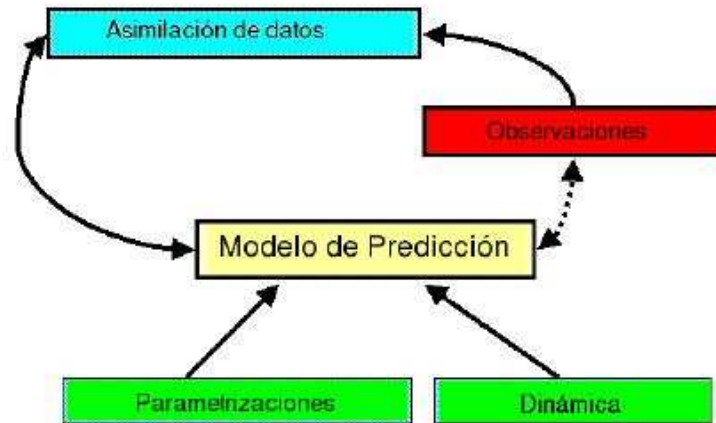 Asimilación de datos
Observaciones
Modelo de Predicción
Parametrizaciones
Dinámica